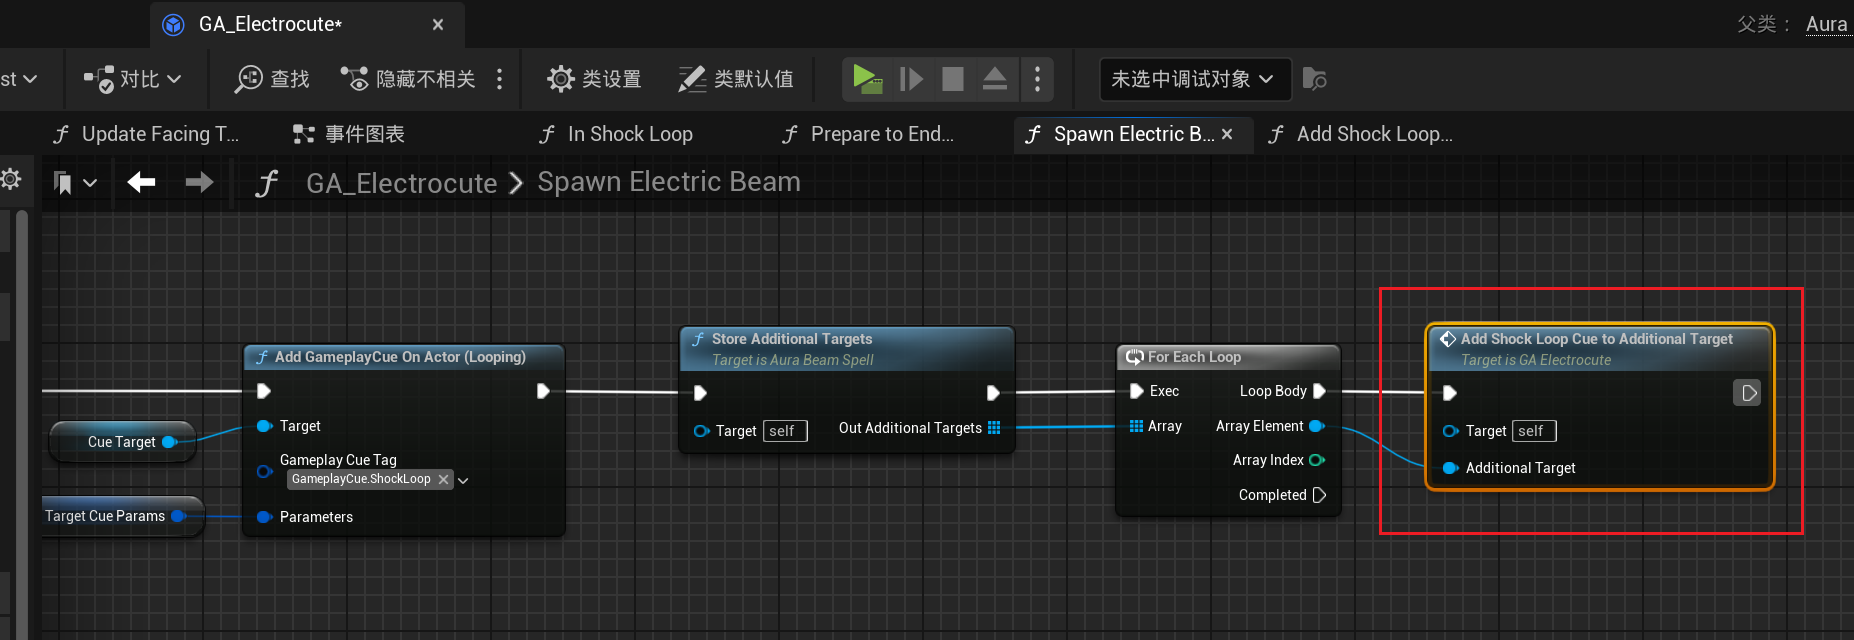 GA_Electrocute*
父类： Aura
st
对比
查找
隐藏不相关
类设置
类默认值
未选中调试对象
Update Facing T...
事件图表
In Shock Loop
Prepare to End...
Spawn Electric B...
Add Shock Loop...
GA_Electrocute
Spawn Electric Beam
Add GameplayCue On Actor (Looping)
Target
Gameplay Cue Tag
GameplayCue.ShockLoop
Parameters
Cue Target
Target Cue Params
Store Additional Targets
Target is Aura Beam Spell
Target self
Out Additional Targets
For Each Loop
Exec
Loop Body
Array
Array Element
Array Index
Completed
Add Shock Loop Cue to Additional Target
Target is GA Electrocute
Target self
Additional Target